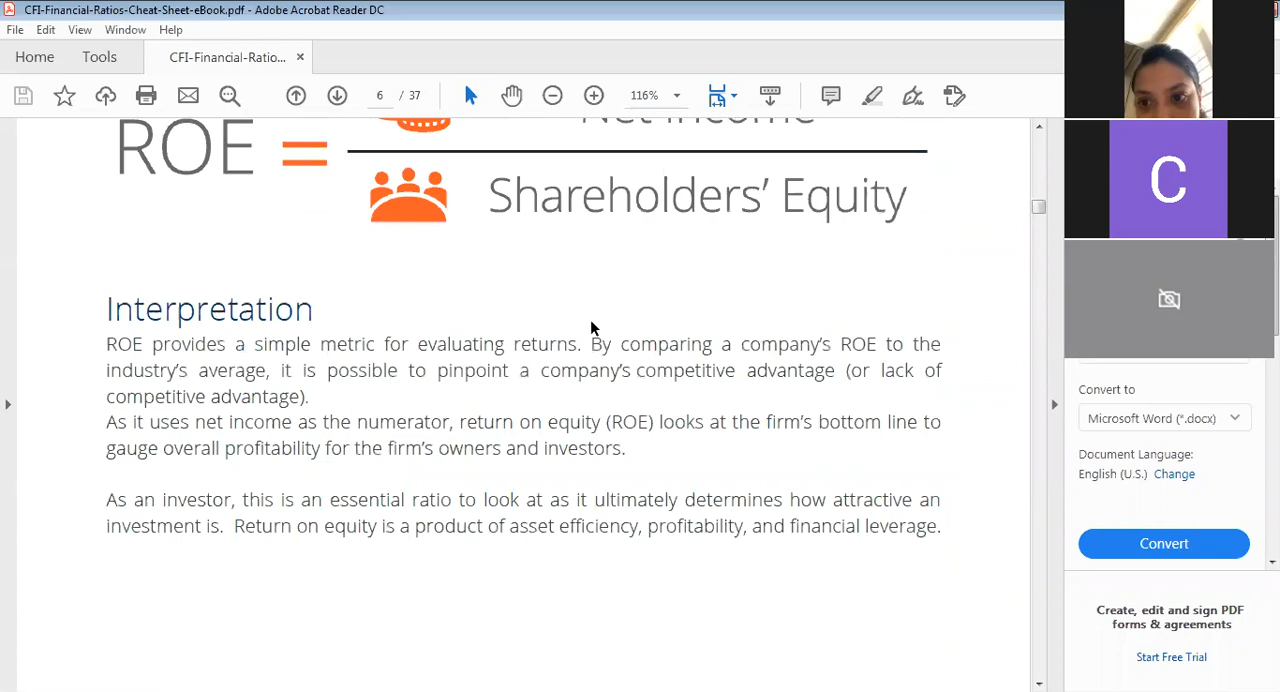 CFI-Financial-Ratios-Cheat-Sheet-eBook.pdf - Adobe Acrobat Reader DC
File Edit View Window Help
Home Tools CFI-Financial-Ratio... ×
6 / 37 116%
ROE = Net Income
Shareholders' Equity
C
Interpretation
ROE provides a simple metric for evaluating returns. By comparing a company's ROE to the
industry's average, it is possible to pinpoint a company's competitive advantage (or lack of
competitive advantage).
As it uses net income as the numerator, return on equity (ROE) looks at the firm's bottom line to
gauge overall profitability for the firm's owners and investors.
As an investor, this is an essential ratio to look at as it ultimately determines how attractive an
investment is. Return on equity is a product of asset efficiency, profitability, and financial leverage.
Convert to
Microsoft Word (*.docx)
Document Language:
English (U.S.) Change
Convert
Create, edit and sign PDF
forms & agreements
Start Free Trial